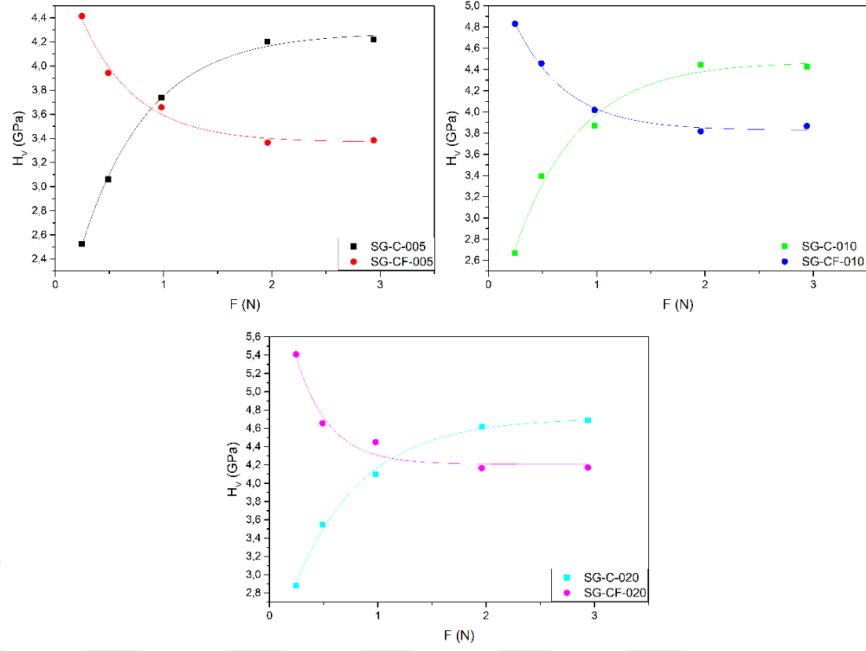 4,4
4,2
4,0
3,8
3,6
3,4
3,2
3,0
2,8
2,6
2,4
H_V (GPa)
0 1 2 3
F (N)
SG-C-005
SG-CF-005
5,0
4,8
4,6
4,4
4,2
4,0
3,8
3,6
3,4
3,2
3,0
2,8
2,6
H_V (GPa)
0 1 2 3
F (N)
SG-C-010
SG-CF-010
5,6
5,4
5,2
5,0
4,8
4,6
4,4
4,2
4,0
3,8
3,6
3,4
3,2
3,0
2,8
H_V (GPa)
0 1 2 3
F (N)
SG-C-020
SG-CF-020